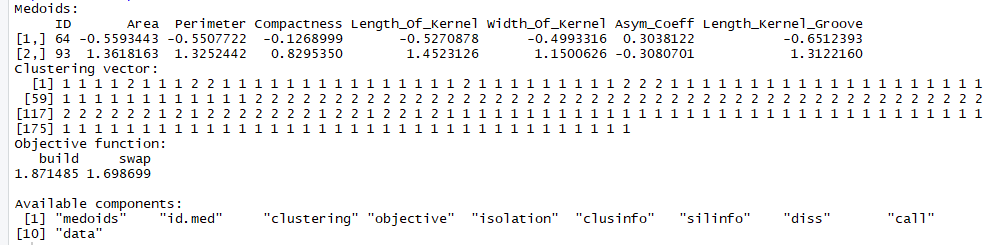 Medoids:
ID Area Perimeter Compactness Length_Of_Kernel Width_Of_Kernel Asym_Coeff Length_Kernel_Groove
[1,] 64 -0.5593443 -0.5507722 -0.1268999 -0.5270878 -0.4993316 0.3038122 -0.6512393
[2,] 93 1.3618163 1.3252442 0.8295350 1.4523126 1.1500626 -0.3080701 1.3122160
Clustering vector:
[1] 1 1 1 1 2 1 1 1 2 2 1 1 1 1 1 1 1 1 1 1 1 1 1 1 1 2 1 1 1 1 1 1 1 1 1 2 2 2 1 1 1 1 1 1 1 1 1 1 1 1 1 1 1 1 1 1 1 1
[59] 1 1 1 1 1 1 1 1 1 1 1 1 2 2 2 2 2 2 2 2 2 2 2 2 2 2 2 2 2 2 2 2 2 2 2 2 2 2 2 2 2 2 2 2 2 2 2 2 2 2 2 2 2 2 2 2 2 2
[117] 2 2 2 2 2 2 1 2 1 2 2 2 2 2 2 2 1 2 2 2 1 2 2 1 1 1 1 1 1 1 1 1 1 1 1 1 1 1 1 1 1 1 1 1 1 1 1 1 1 1 1 1 1 1 1 1 1 1
[175] 1 1 1 1 1 1 1 1 1 1 1 1 1 1 1 1 1 1 1 1 1 1 1 1 1 1 1 1 1 1 1 1 1 1 1 1
Objective function:
build swap
1.871485 1.698699
Available components:
[1] "medoids" "id.med" "clustering" "objective" "isolation" "clusinfo" "silinfo" "diss" "call"
[10] "data"